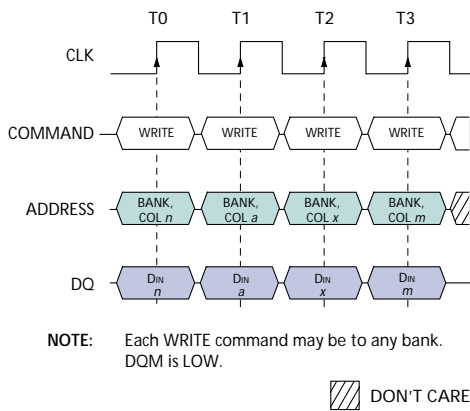 T0 T1 T2 T3
CLK
COMMAND WRITE WRITE WRITE WRITE
ADDRESS BANK, COL n BANK, COL a BANK, COL x BANK, COL m
DQ DIN n DIN a DIN x DIN m
NOTE: Each WRITE command may be to any bank.
DQM is LOW.
DON'T CARE